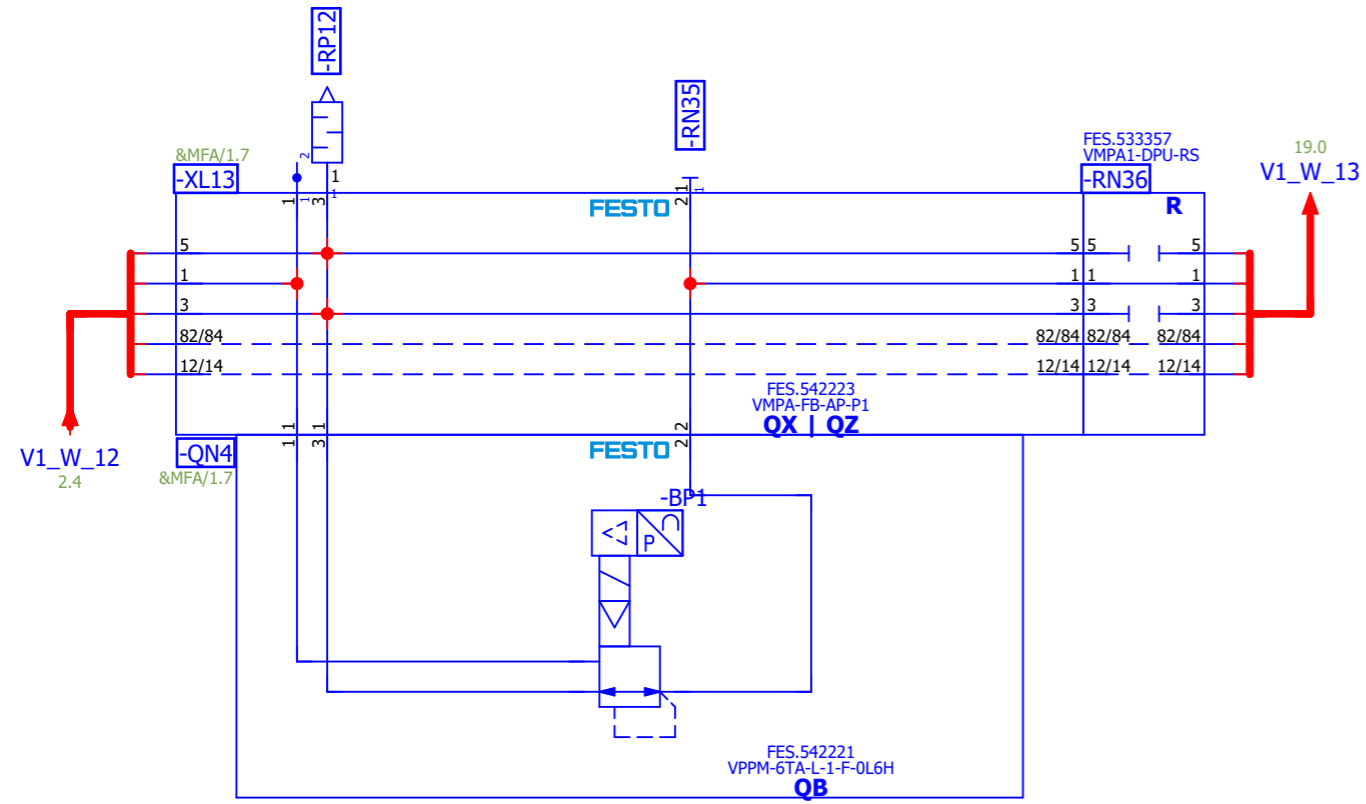 -RP12
-RN35
&MFA/1.7
-XL13
2
1
1
1
3
1
FESTO
2
1
1
FES.533357
VMPA1-DPU-RS
-RN36
R
19.0
V1_W_13
5
5
5
5
1
1
1
1
3
3
3
3
82/84
82/84
82/84
82/84
12/14
12/14
12/14
12/14
FES.542223
VMPA-FB-AP-P1
QX | QZ
V1_W_12
2.4
-QN4
&MFA/1.7
1
1
3
1
1
3
FESTO
2
2
2
-BP1
P
FES.542221
VPPM-6TA-L-1-F-0L6H
QB